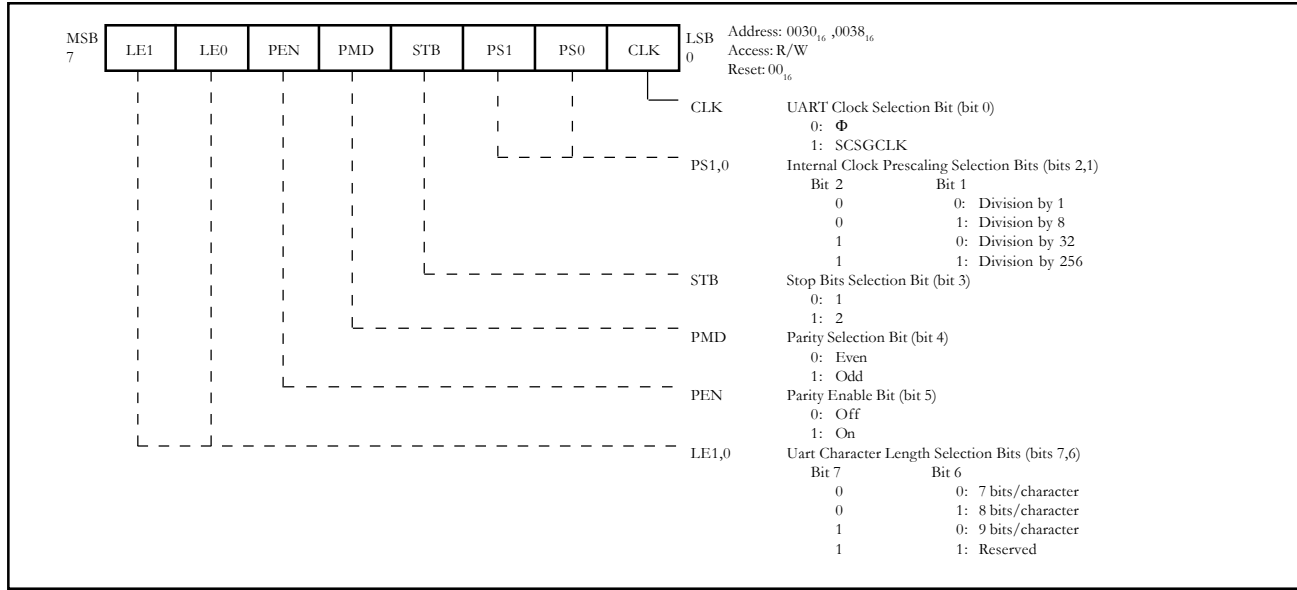 MSB 7 LE1 LE0 PEN PMD STB PS1 PS0 CLK LSB 0
Address: 0030₁₆ ,0038₁₆
Access: R/W
Reset: 00₁₆
CLK UART Clock Selection Bit (bit 0)
0: Φ
1: SCSGCLK
PS1,0 Internal Clock Prescaling Selection Bits (bits 2,1)
Bit 2 Bit 1
0 0: Division by 1
0 1: Division by 8
1 0: Division by 32
1 1: Division by 256
STB Stop Bits Selection Bit (bit 3)
0: 1
1: 2
PMD Parity Selection Bit (bit 4)
0: Even
1: Odd
PEN Parity Enable Bit (bit 5)
0: Off
1: On
LE1,0 Uart Character Length Selection Bits (bits 7,6)
Bit 7 Bit 6
0 0: 7 bits/character
0 1: 8 bits/character
1 0: 9 bits/character
1 1: Reserved